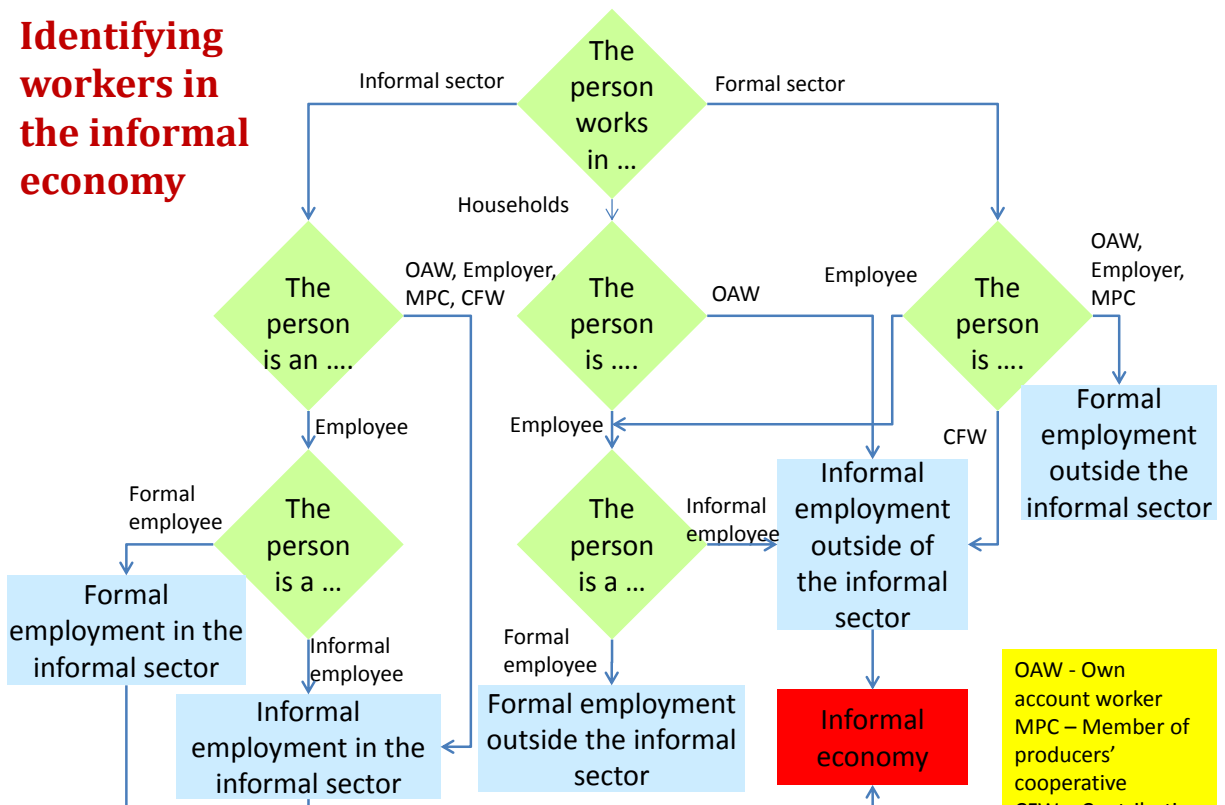 Identifying
workers in
the informal
economy
The
person
works
in ...
Informal sector
Formal sector
Households
The
person
is an ....
OAW, Employer,
MPC, CFW
The
person
is ....
OAW
Employee
The
person
is ....
OAW,
Employer,
MPC
Employee
Employee
CFW
Formal
employment
outside the
informal sector
Formal
employee
The
person
is a ...
The
person
is a ...
Informal
employee
Informal
employment
outside of
the informal
sector
Formal
employment in the
informal sector
Informal
employee
Formal
employee
Informal
employment in the
informal sector
Formal employment
outside the informal
sector
Informal
economy
OAW - Own
account worker
MPC – Member of
producers’
cooperative